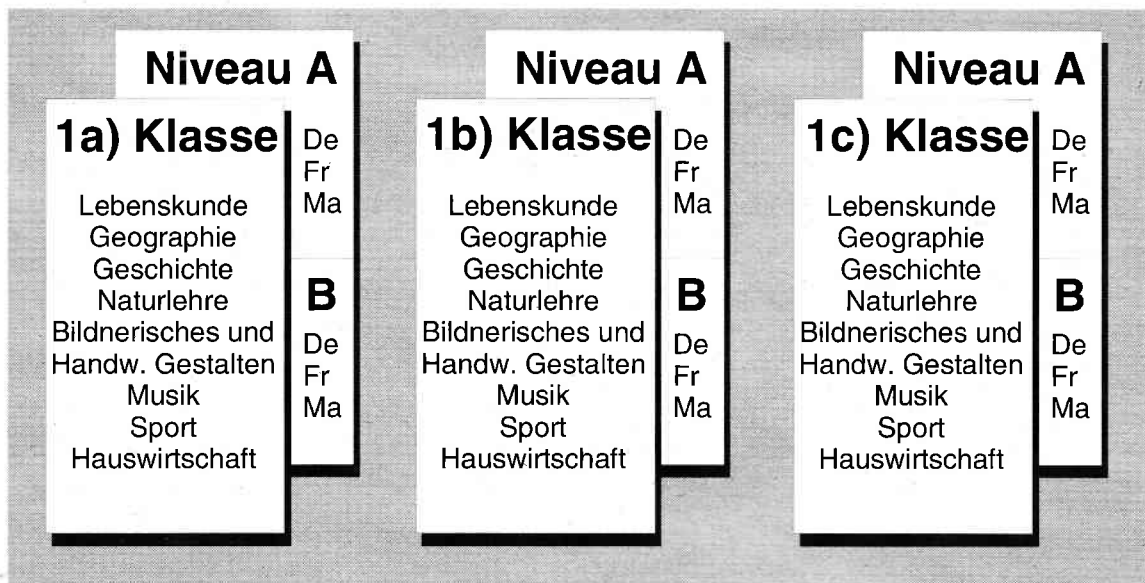 Niveau A
1a) Klasse
De
Fr
Ma
Lebenskunde
Geographie
Geschichte
Naturlehre
Bildnerisches und
Handw. Gestalten
Musik
Sport
Hauswirtschaft
B
De
Fr
Ma
Niveau A
1b) Klasse
De
Fr
Ma
Lebenskunde
Geographie
Geschichte
Naturlehre
Bildnerisches und
Handw. Gestalten
Musik
Sport
Hauswirtschaft
B
De
Fr
Ma
Niveau A
1c) Klasse
De
Fr
Ma
Lebenskunde
Geographie
Geschichte
Naturlehre
Bildnerisches und
Handw. Gestalten
Musik
Sport
Hauswirtschaft
B
De
Fr
Ma